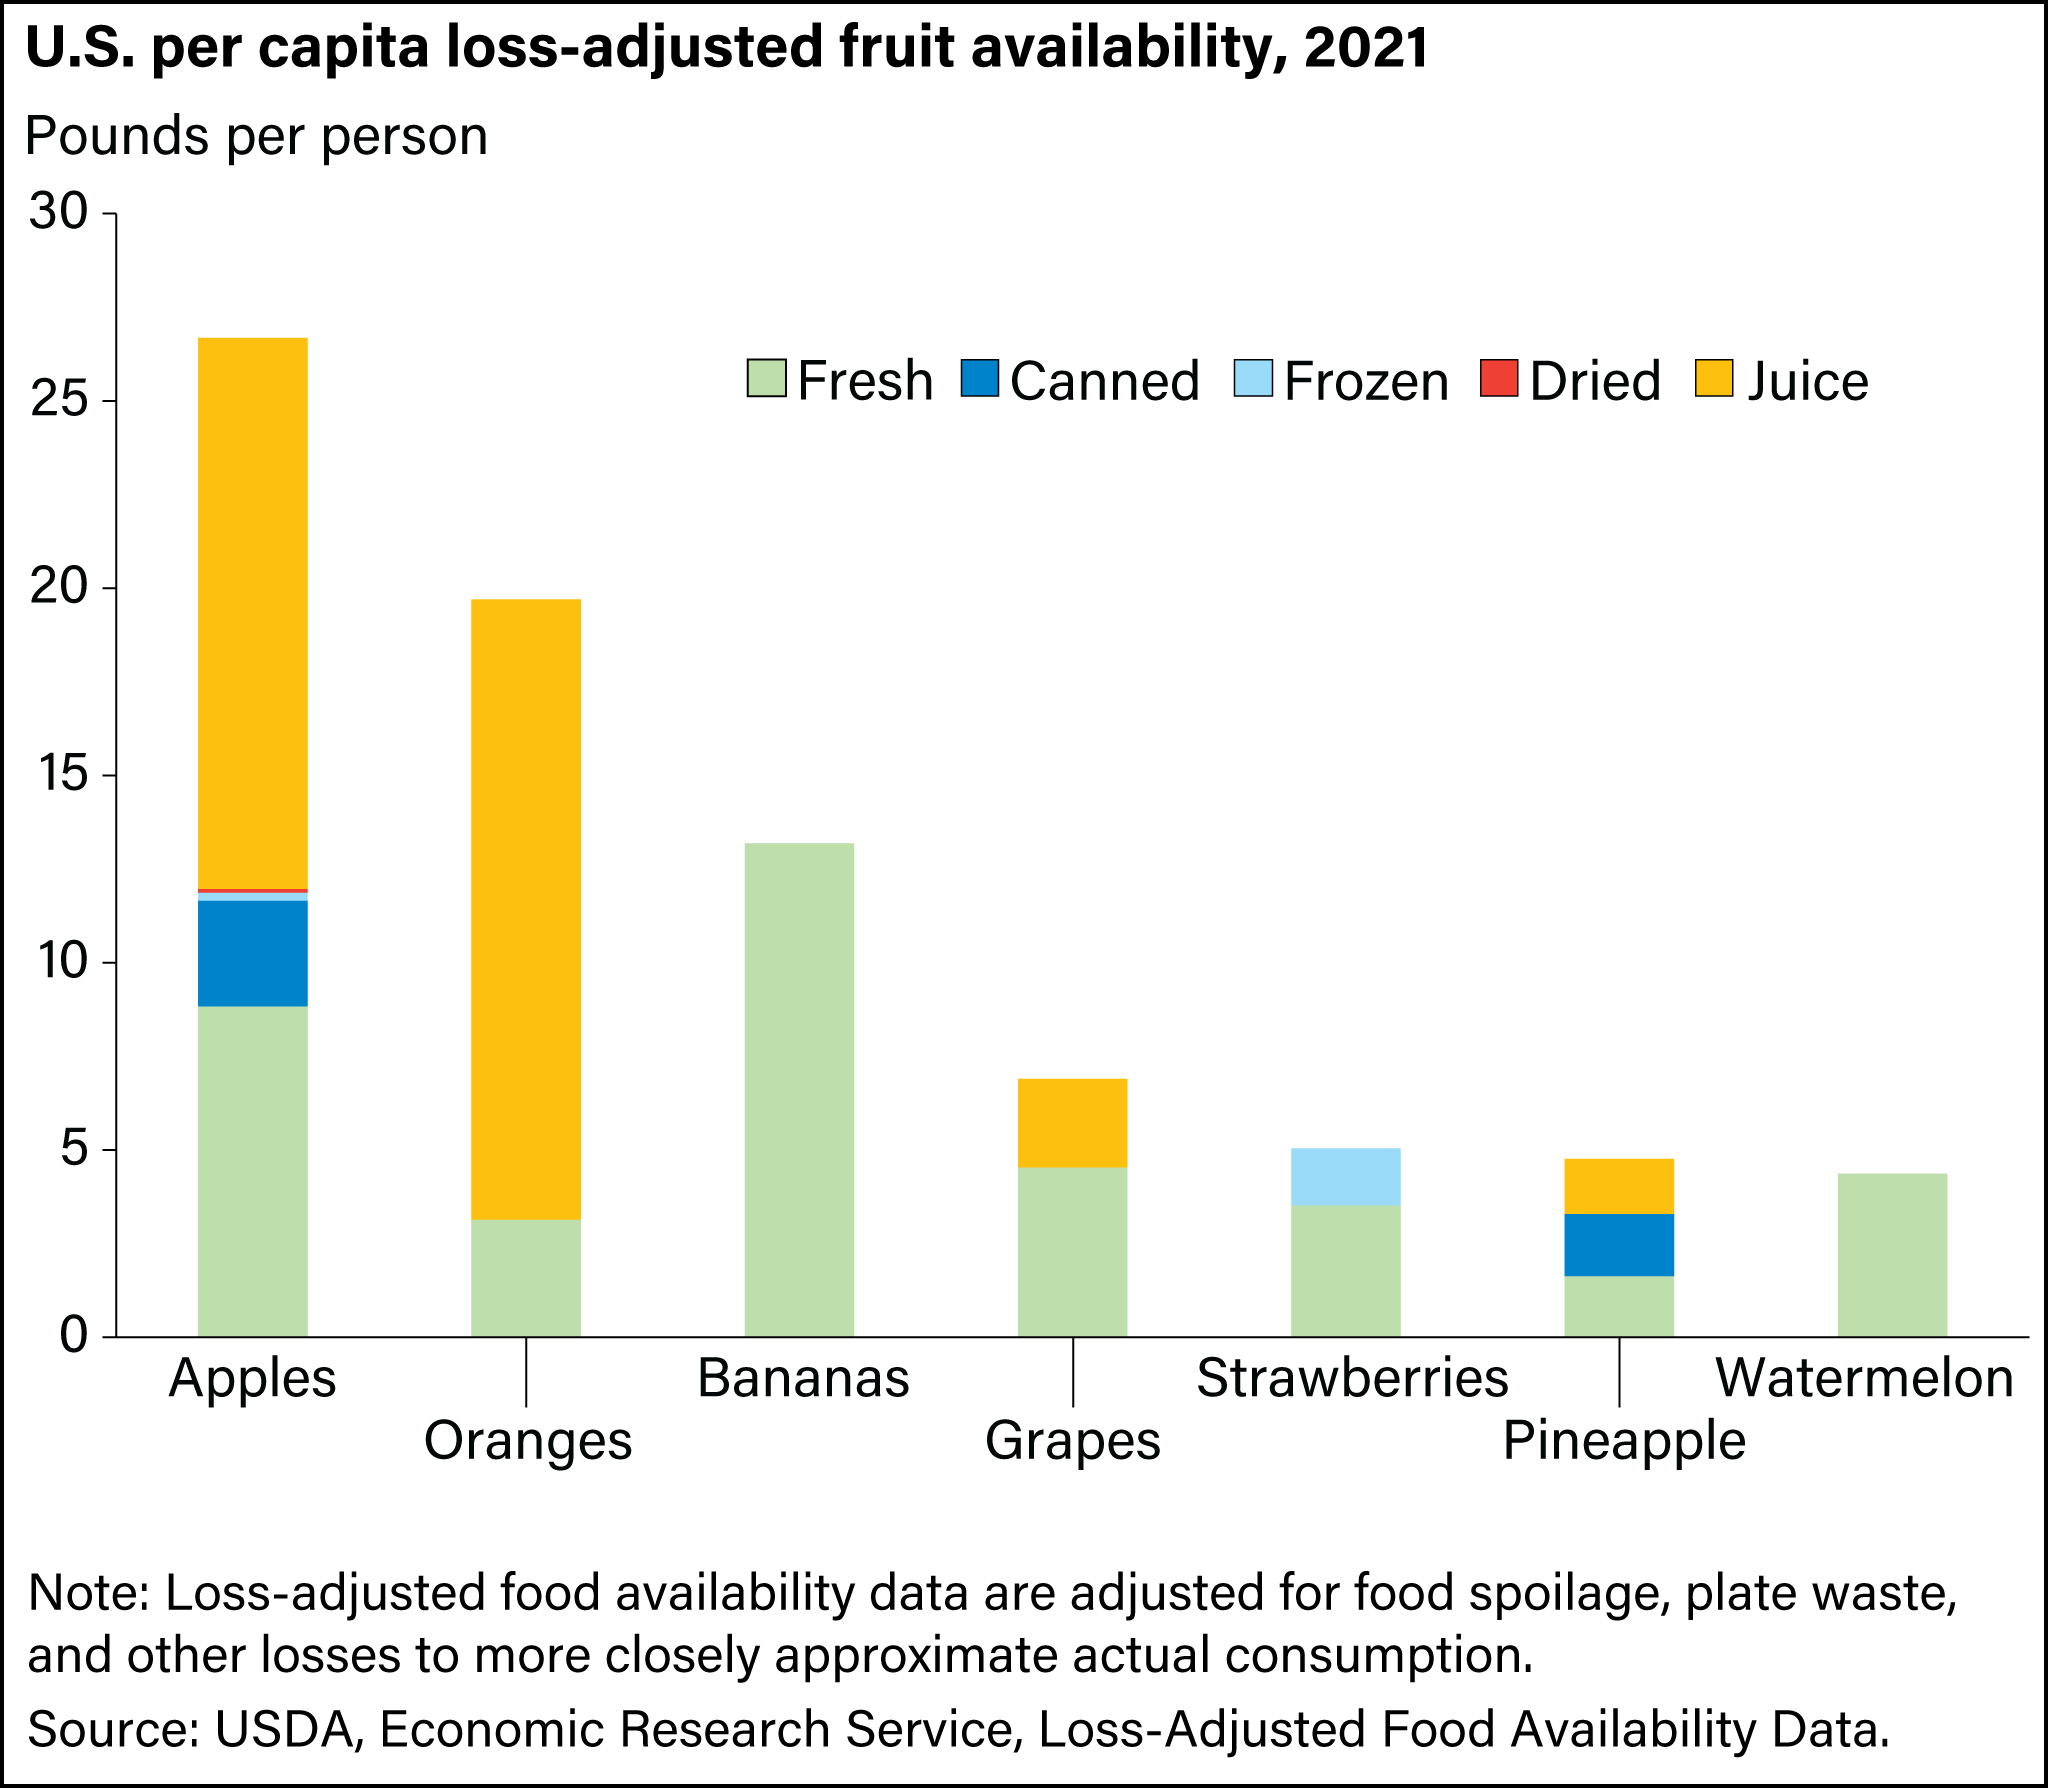 U.S. per capita loss-adjusted fruit availability, 2021
Pounds per person
30
25
20
15
10
5
0
Fresh Canned Frozen Dried Juice
Apples Bananas Strawberries Watermelon
Oranges Grapes Pineapple
Note: Loss-adjusted food availability data are adjusted for food spoilage, plate waste,
and other losses to more closely approximate actual consumption.
Source: USDA, Economic Research Service, Loss-Adjusted Food Availability Data.